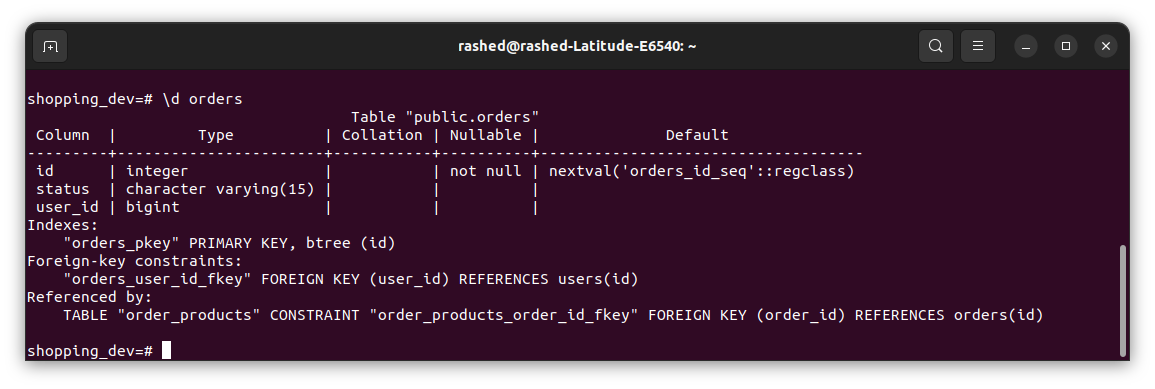 rashed@rashed-Latitude-E6540: ~
shopping_dev=# \d orders
                                    Table "public.orders"
 Column  |         Type          | Collation | Nullable |              Default
---------+-----------------------+-----------+----------+------------------------------------
 id      | integer               |           | not null | nextval('orders_id_seq'::regclass)
 status  | character varying(15) |           |          |
 user_id | bigint                |           |          |
Indexes:
    "orders_pkey" PRIMARY KEY, btree (id)
Foreign-key constraints:
    "orders_user_id_fkey" FOREIGN KEY (user_id) REFERENCES users(id)
Referenced by:
    TABLE "order_products" CONSTRAINT "order_products_order_id_fkey" FOREIGN KEY (order_id) REFERENCES orders(id)
shopping_dev=#